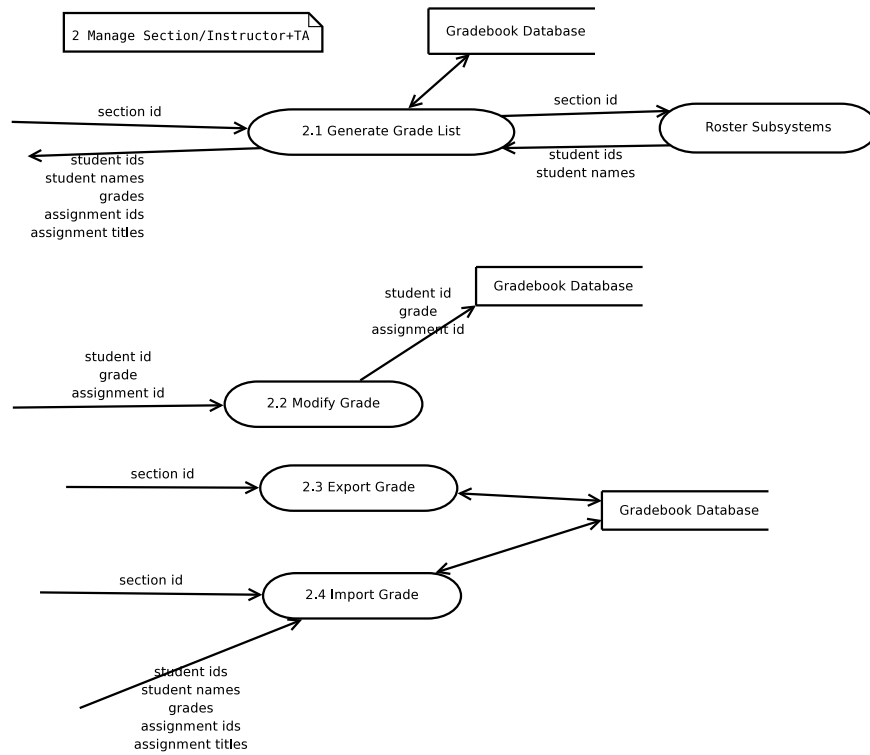 2 Manage Section/Instructor+TA
Gradebook Database
section id
2.1 Generate Grade List
section id
Roster Subsystems
student ids
student names
grades
assignment ids
assignment titles
student ids
student names
Gradebook Database
student id
grade
assignment id
student id
grade
assignment id
2.2 Modify Grade
section id
2.3 Export Grade
Gradebook Database
section id
2.4 Import Grade
student ids
student names
grades
assignment ids
assignment titles